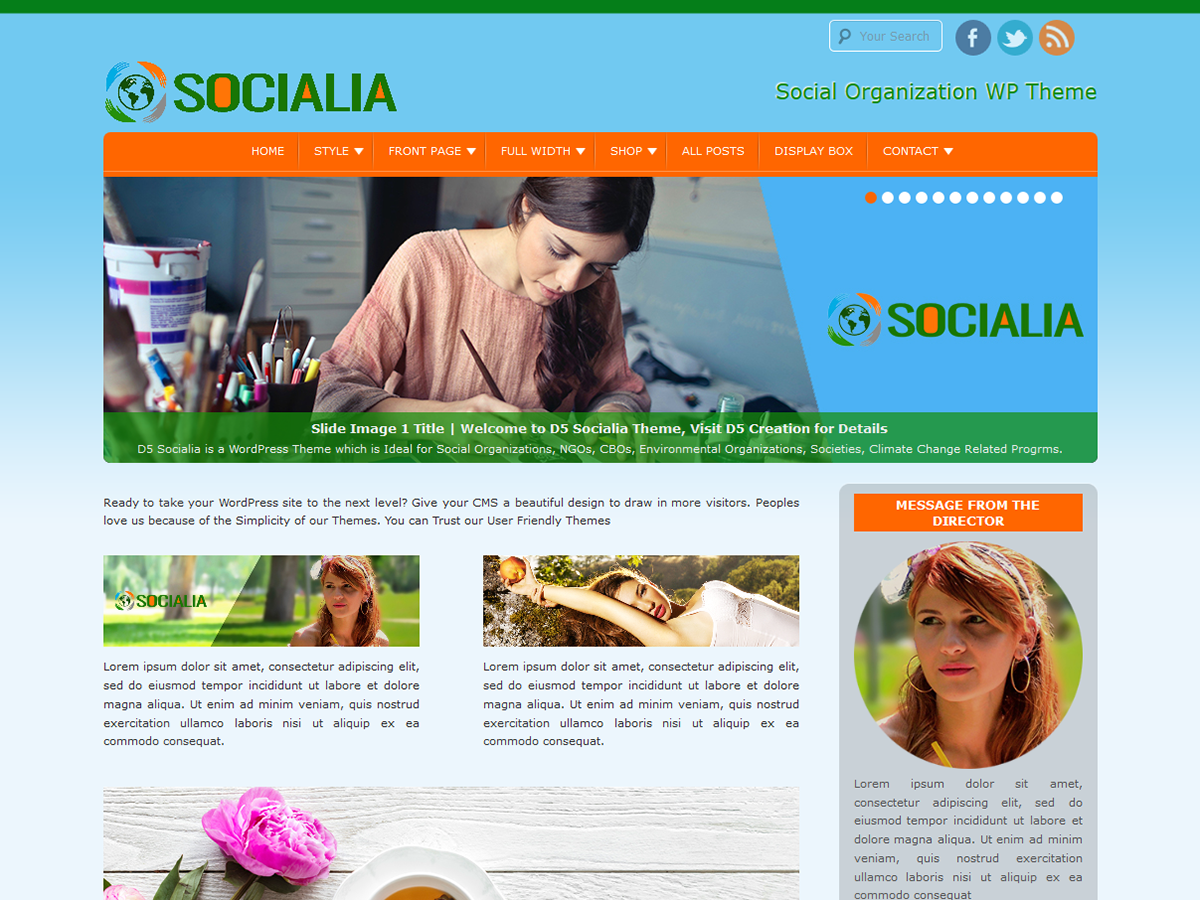 Your Search
SOCIALIA
Social Organization WP Theme
HOME STYLE FRONT PAGE FULL WIDTH SHOP ALL POSTS DISPLAY BOX CONTACT
SOCIALIA
Slide Image 1 Title | Welcome to D5 Socialia Theme, Visit D5 Creation for Details
D5 Socialia is a WordPress Theme which is Ideal for Social Organizations, NGOs, CBOs, Environmental Organizations, Societies, Climate Change Related Progrms.
Ready to take your WordPress site to the next level? Give your CMS a beautiful design to draw in more visitors. Peoples
love us because of the Simplicity of our Themes. You can Trust our User Friendly Themes
SOCIALIA
Lorem ipsum dolor sit amet, consectetur adipiscing elit,
sed do eiusmod tempor incididunt ut labore et dolore
magna aliqua. Ut enim ad minim veniam, quis nostrud
exercitation ullamco laboris nisi ut aliquip ex ea
commodo consequat.
Lorem ipsum dolor sit amet, consectetur adipiscing elit,
sed do eiusmod tempor incididunt ut labore et dolore
magna aliqua. Ut enim ad minim veniam, quis nostrud
exercitation ullamco laboris nisi ut aliquip ex ea
commodo consequat.
MESSAGE FROM THE
DIRECTOR
Lorem ipsum dolor sit amet,
consectetur adipiscing elit, sed do
eiusmod tempor incididunt ut labore et
dolore magna aliqua. Ut enim ad minim
veniam, quis nostrud exercitation
ullamco laboris nisi ut aliquip ex ea
commodo consequat